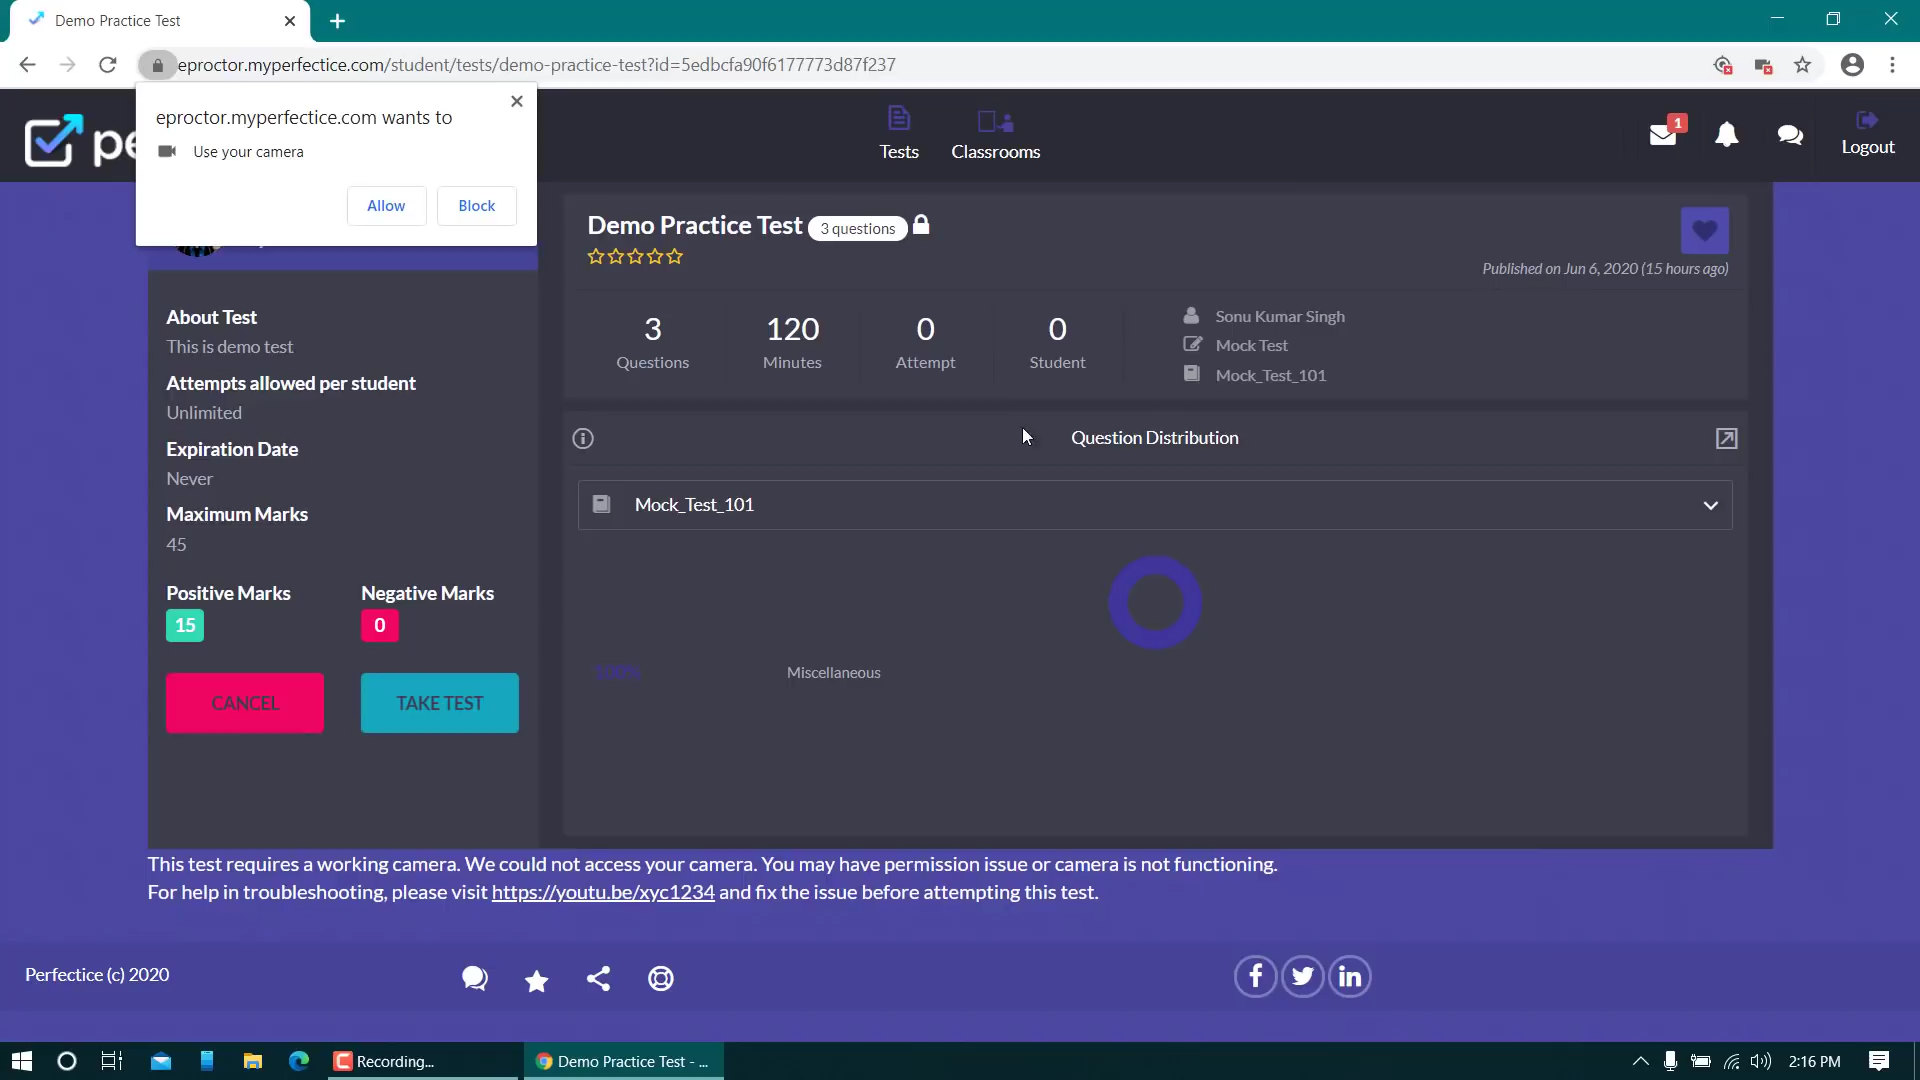 Demo Practice Test
eproctor.myperfectice.com/student/tests/demo-practice-test?id=5edbcfa90f6177773d87f237
eproctor.myperfectice.com wants to
Use your camera
Allow
Block
pe
Tests
Classrooms
1
Logout
Demo Practice Test
3 questions
Published on Jun 6, 2020 (15 hours ago)
3
Questions
120
Minutes
0
Attempt
0
Student
Sonu Kumar Singh
Mock Test
Mock_Test_101
About Test
This is demo test
Attempts allowed per student
Unlimited
Expiration Date
Never
Maximum Marks
45
Positive Marks
15
Negative Marks
0
CANCEL
TAKE TEST
Question Distribution
Mock_Test_101
100%
Miscellaneous
This test requires a working camera. We could not access your camera. You may have permission issue or camera is not functioning.
For help in troubleshooting, please visit https://youtu.be/xyc1234 and fix the issue before attempting this test.
Perfectice (c) 2020
Recording...
Demo Practice Test - ...
2:16 PM